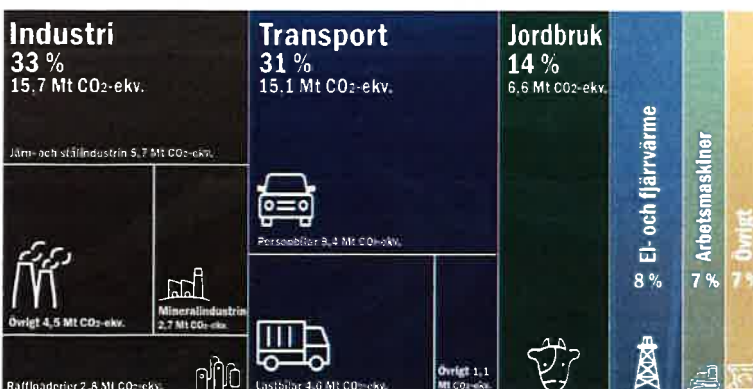 Industri
33 %
15,7 Mt CO2-ekv.
Järn- och stålindustrin 5,7 Mt CO2-ekv.
Övrigt 4,5 Mt CO2-ekv.
Mineralindustrin
2,7 Mt CO2-ekv.
Raffinaderier 2,8 Mt CO2-ekv.
Transport
31 %
15,1 Mt CO2-ekv.
Personbilar 9,4 Mt CO2-ekv.
Lastbilar 4,6 Mt CO2-ekv.
Övrigt 1,1
Mt CO2-ekv.
Jordbruk
14 %
6,6 Mt CO2-ekv.
El- och fjärrvärme
8 %
Arbetsmaskiner
7 %
Övrigt
7 %